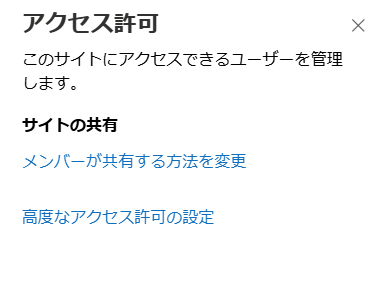 アクセス許可
このサイトにアクセスできるユーザーを管理
します。
サイトの共有
メンバーが共有する方法を変更
高度なアクセス許可の設定